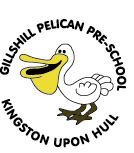 GILLSHILL PELICAN PRE-SCHOOL
KINGSTON UPON HULL